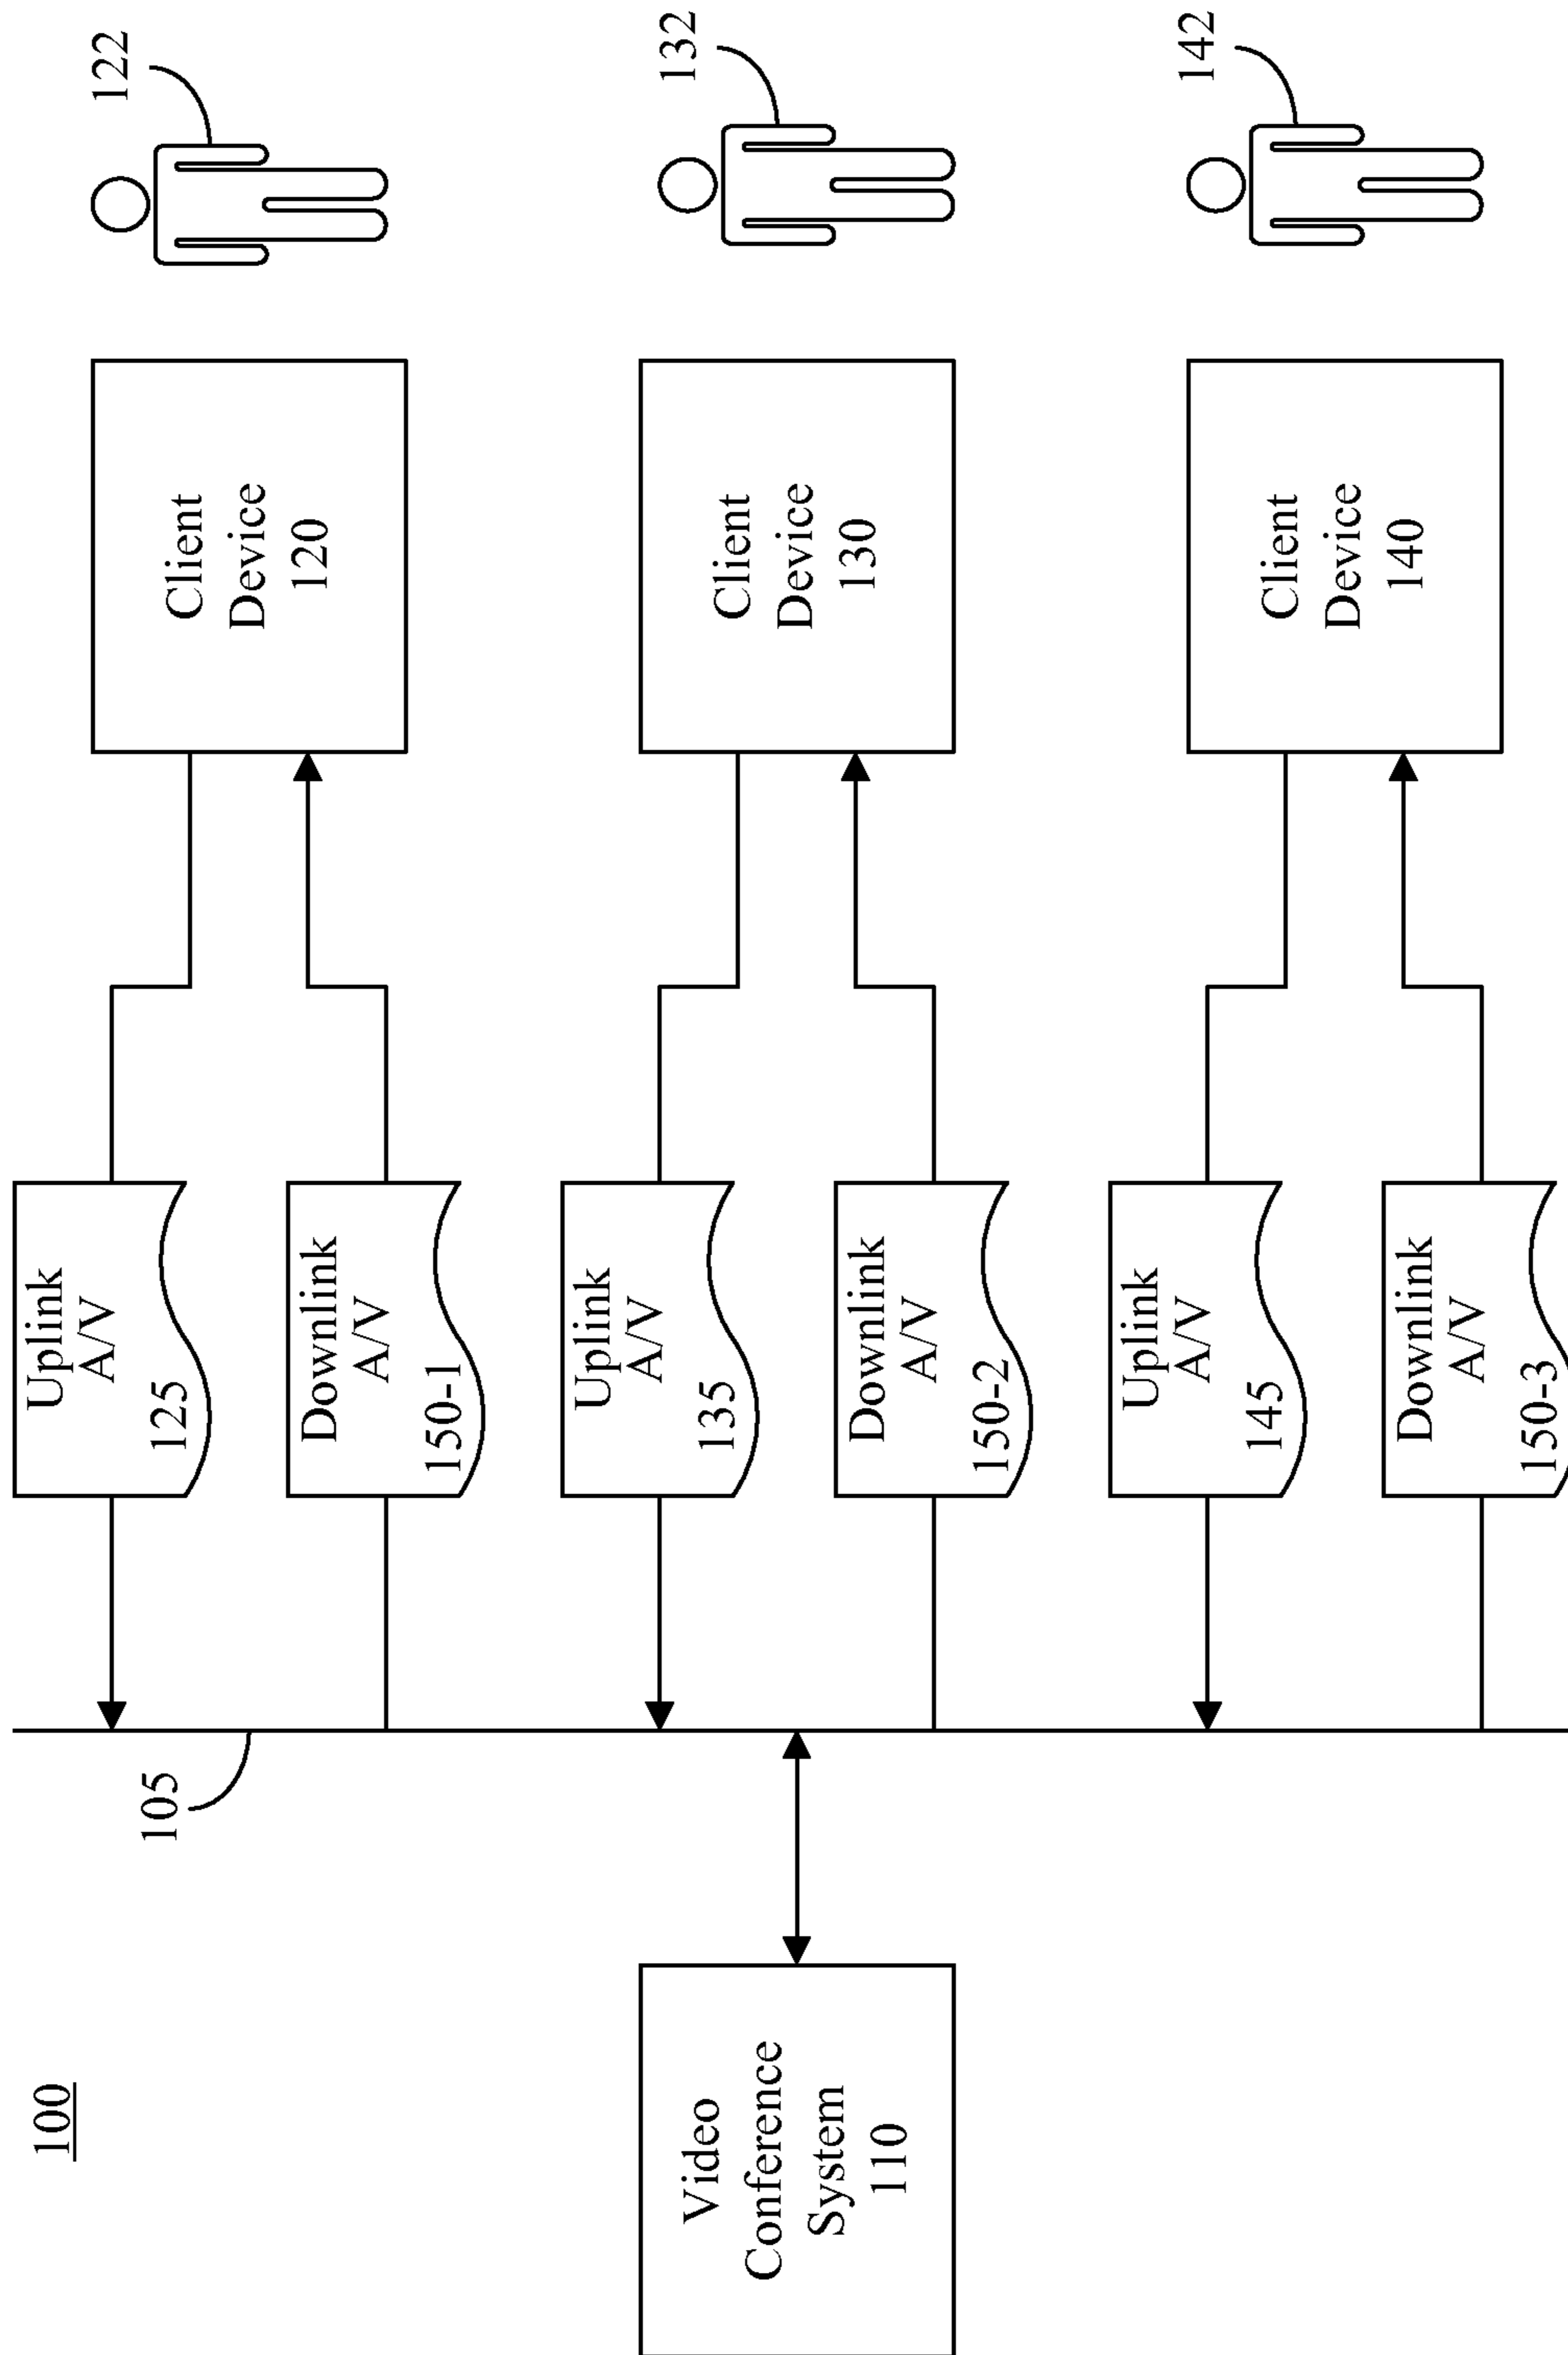 100
105
Video
Conference
System
110
Uplink
A/V
125
Downlink
A/V
150-1
Uplink
A/V
135
Downlink
A/V
150-2
Uplink
A/V
145
Downlink
A/V
150-3
Client
Device
120
Client
Device
130
Client
Device
140
122
132
142